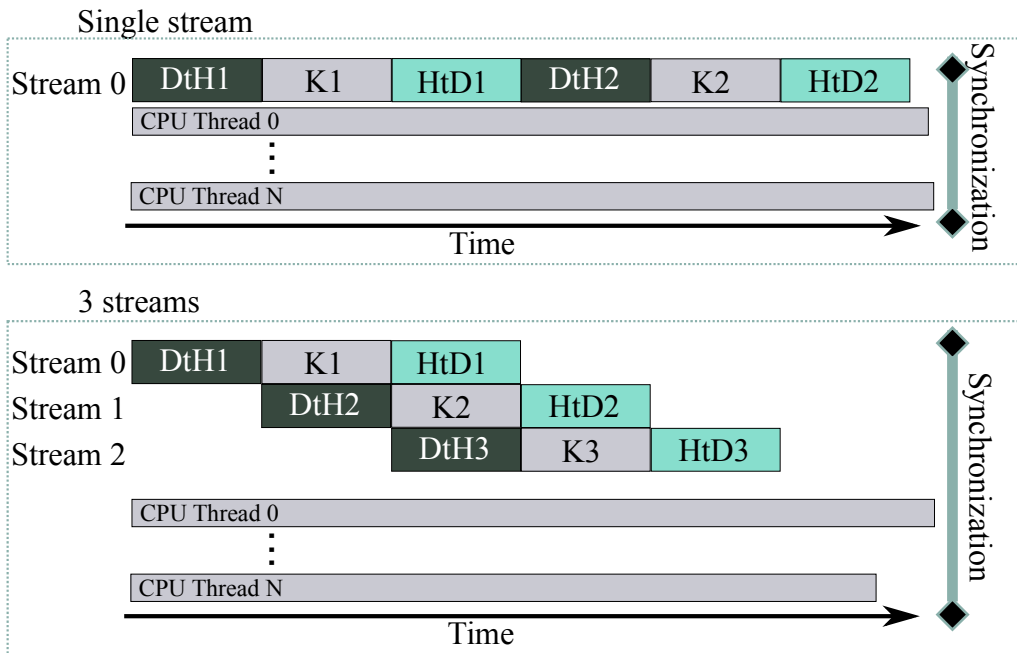 Single stream
Stream 0 DtH1 K1 HtD1 DtH2 K2 HtD2
CPU Thread 0
CPU Thread N
Time
Synchronization
3 streams
Stream 0 DtH1 K1 HtD1
Stream 1 DtH2 K2 HtD2
Stream 2 DtH3 K3 HtD3
CPU Thread 0
CPU Thread N
Time
Synchronization